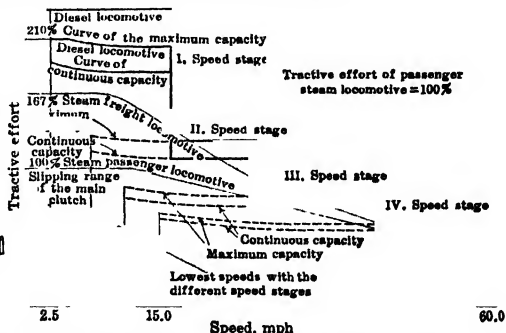 Diesel locomotive
210% Curve of the maximum capacity
Diesel locomotive
Curve of
continuous capacity
I. Speed stage
Tractive effort of passenger
steam locomotive=100%
167% Steam freight locomotive
II. Speed stage
Continuous
capacity
100% Steam passenger locomotive
Slipping range
of the main
clutch
III. Speed stage
IV. Speed stage
Continuous capacity
Maximum capacity
Lowest speeds with the
different speed stages
Tractive effort
2.5 15.0 60.0
Speed, mph